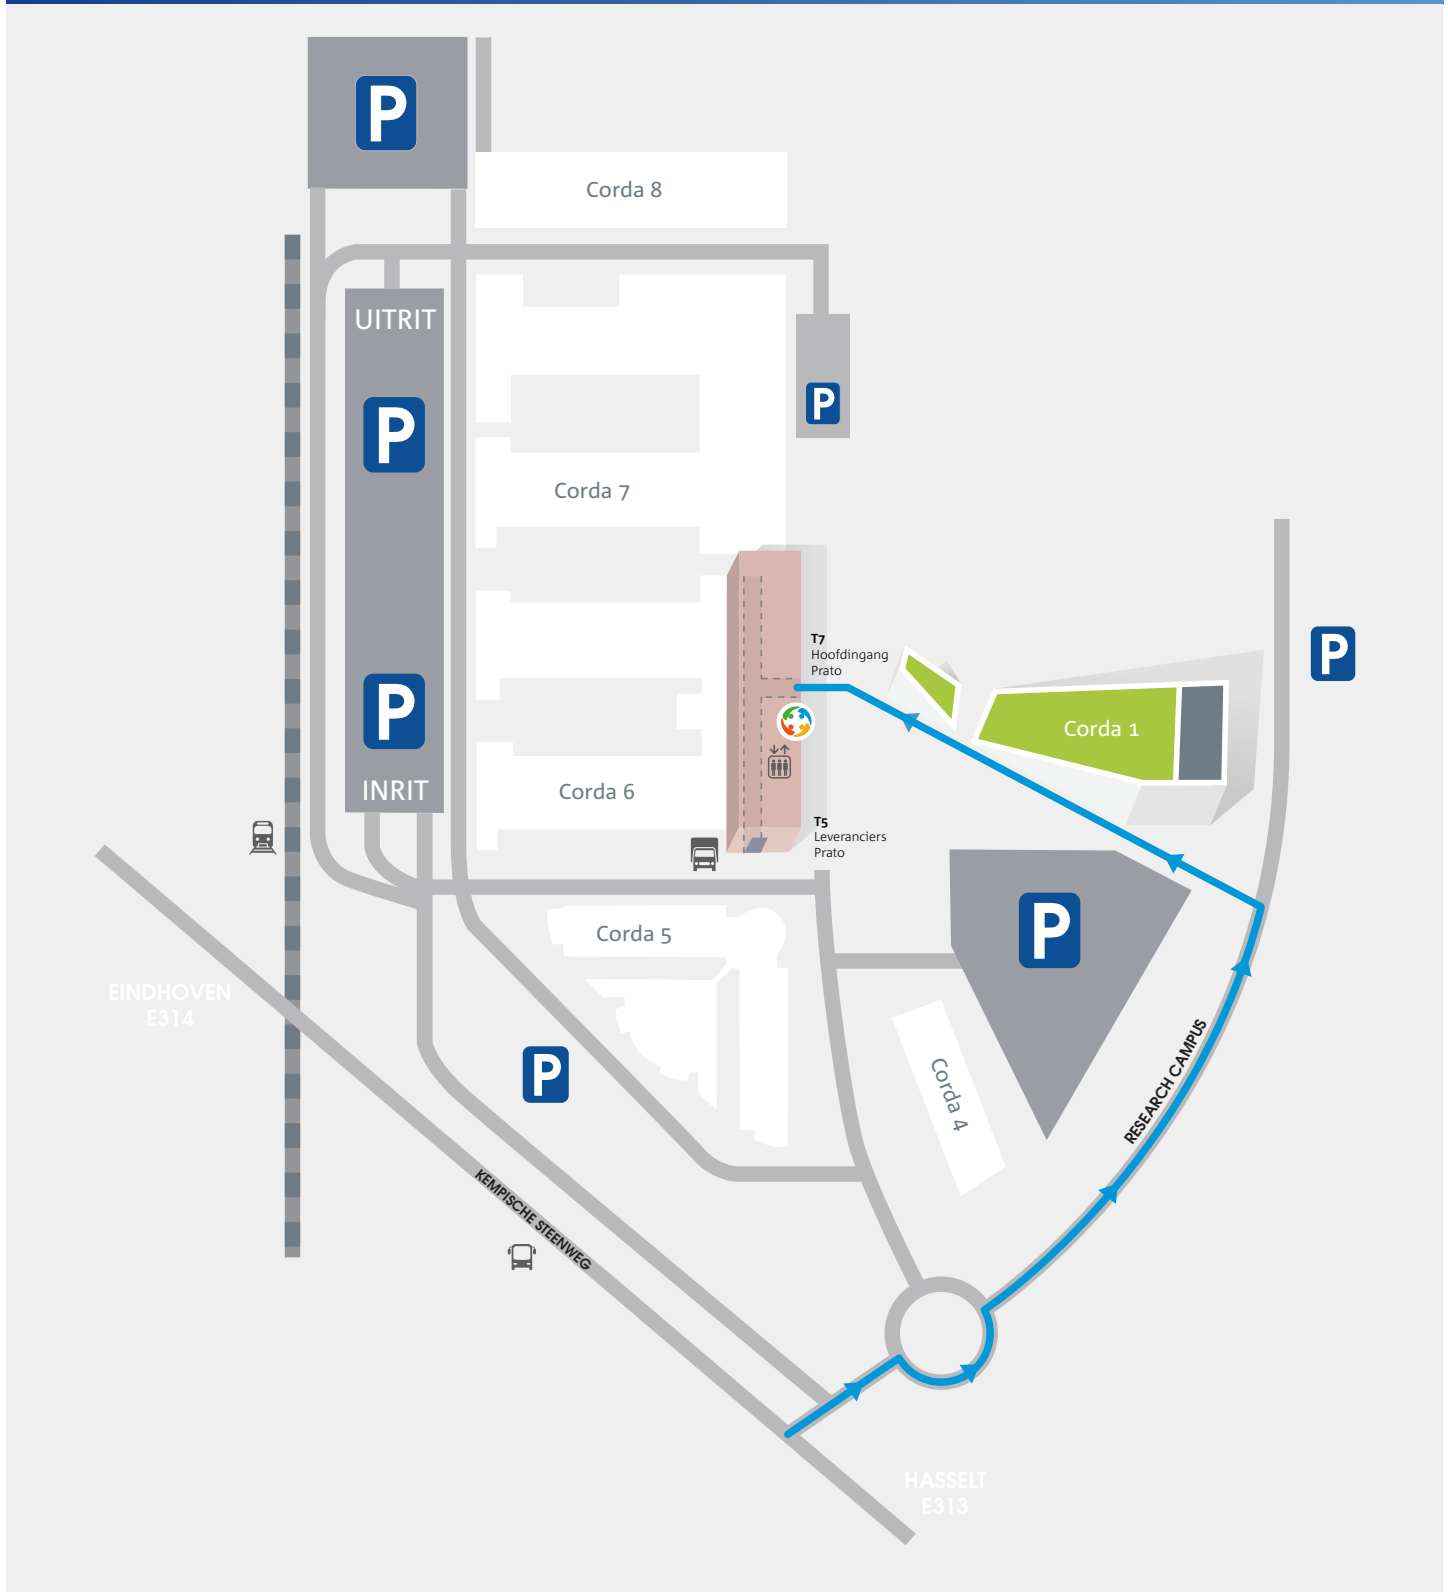 P
Corda 8
UITRIT
P
P
Corda 7
T7
Hoofdingang
Prato
P
P
Corda 1
INRIT
Corda 6
T5
Leveranciers
Prato
Corda 5
P
EINDHOVEN
E314
P
Corda 4
RESEARCH CAMPUS
KEMPISCHE STEENWEG
HASSELT
E313